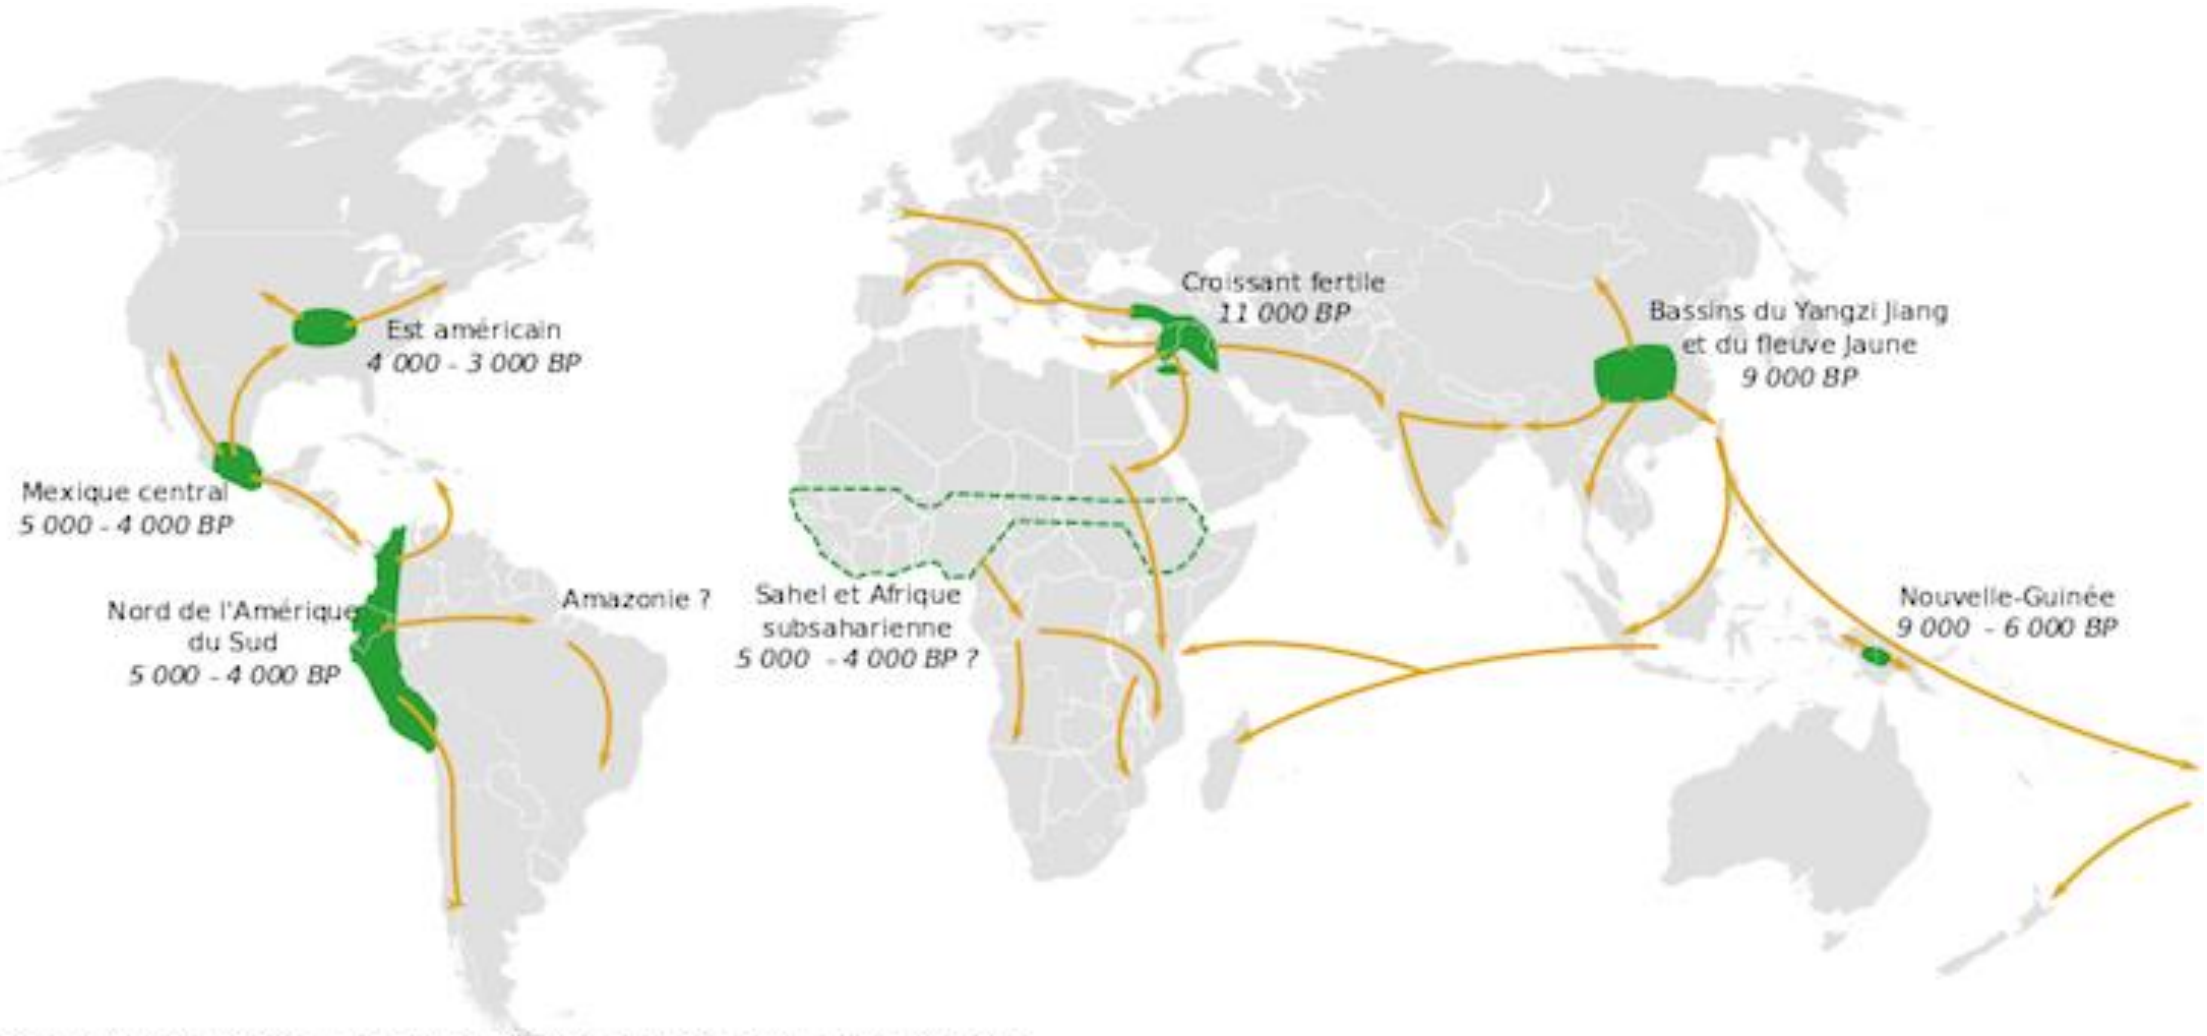 Croissant fertile
11 000 BP
Bassins du Yangzi Jiang
et du fleuve Jaune
9 000 BP
Est américain
4 000 - 3 000 BP
Mexique central
5 000 - 4 000 BP
Nord de l'Amérique
du Sud
5 000 - 4 000 BP
Amazonie ?
Sahel et Afrique
subsaharienne
5 000 - 4 000 BP ?
Nouvelle-Guinée
9 000 - 6 000 BP